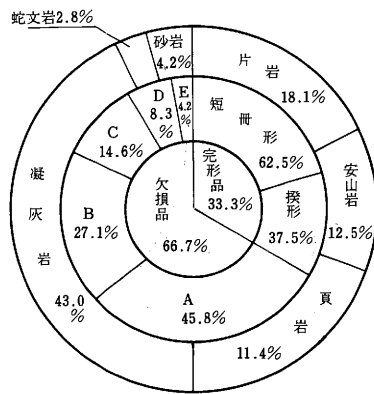 蛇文岩2.8%
砂岩
4.2%
片岩
18.1%
安山岩
12.5%
頁岩
11.4%
凝灰岩
43.0
%
D
8.3
%
E
4.2
%
短冊形
62.5%
揆形
37.5%
C
14.6%
B
27.1%
A
45.8%
完形品
33.3%
欠損品
66.7%